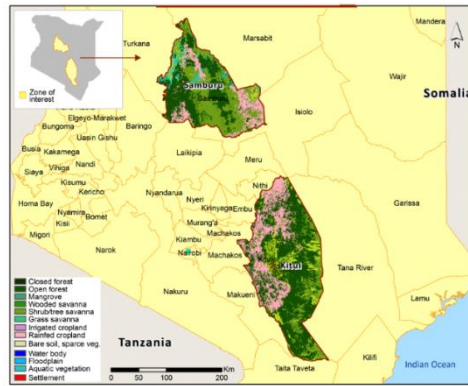 Mandera
Turkana
Marsabit
N
Zone of
interest
Wajir
Somalia
Samburu
Elgeyo-Marakwet
Bungoma
Baringo
Isiolo
Uasin Gishu
Busia
Kakamega
Laikipia
Meru
Siaya
Vihiga
Nandi
Kisumu
Nithi
Kericho
Nyandarua
Nyeri
Homa Bay
Kirinyaga
Embu
Garissa
Nyamira
Bomet
Murang'a
Kisii
Migori
Narok
Kiambu
Machakos
Nairobi
Machakos
Kitui
Tana River
Nakuru
Makueni
Lamu
Closed forest
Open forest
Mangrove
Wooded savanna
Shrub/tree savanna
Grass savanna
Irrigated cropland
Rainfed cropland
Bare soil, sparse veg.
Water body
Floodplain
Aquatic vegetation
Settlement
Tanzania
0 100 200
Km
Taita Taveta
Kilifi
Indian Ocean